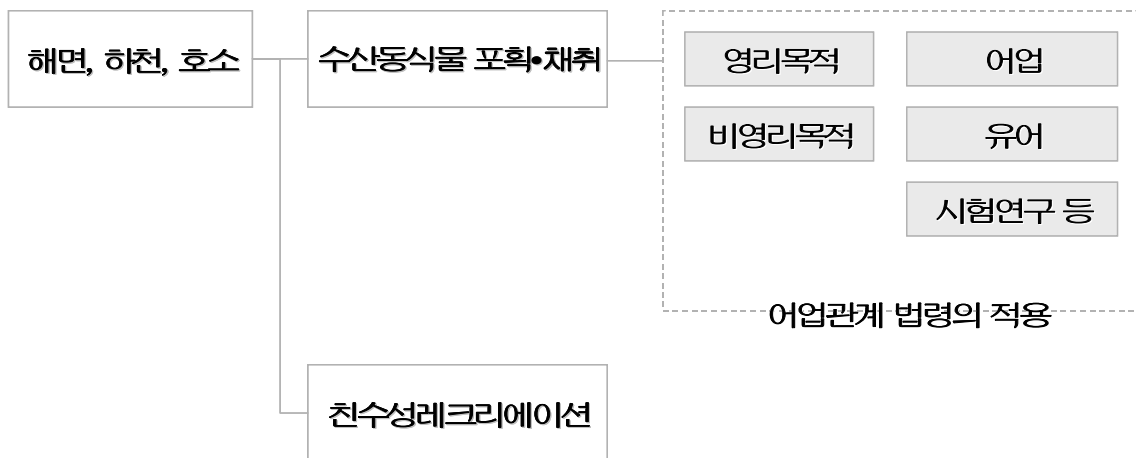 해면, 하천, 호소
수산동식물 포획•채취
영리목적
어업
비영리목적
유어
시험연구 등
어업관계 법령의 적용
친수성레크리에이션